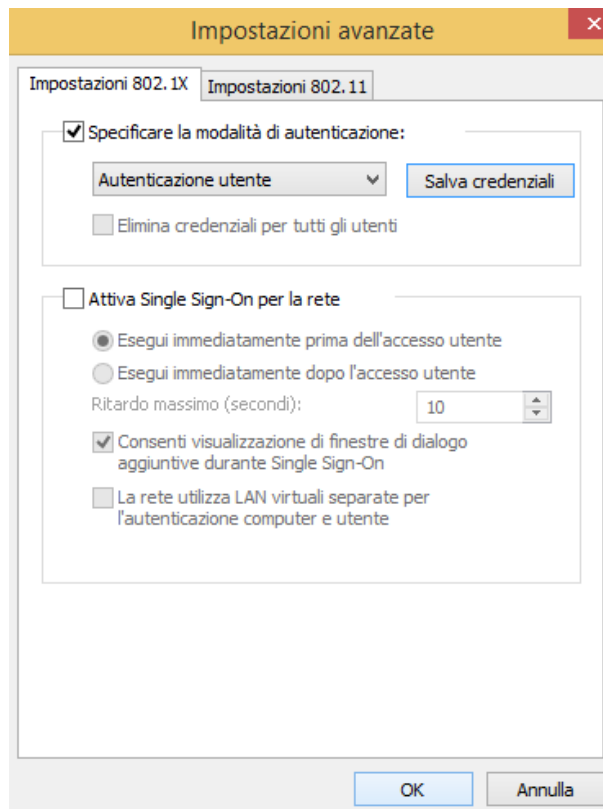 Impostazioni avanzate
Impostazioni 802.1X
Impostazioni 802.11
Specificare la modalità di autenticazione:
Autenticazione utente
Salva credenziali
Elimina credenziali per tutti gli utenti
Attiva Single Sign-On per la rete
Esegui immediatamente prima dell'accesso utente
Esegui immediatamente dopo l'accesso utente
Ritardo massimo (secondi):
10
Consenti visualizzazione di finestre di dialogo
aggiuntive durante Single Sign-On
La rete utilizza LAN virtuali separate per
l'autenticazione computer e utente
OK
Annulla